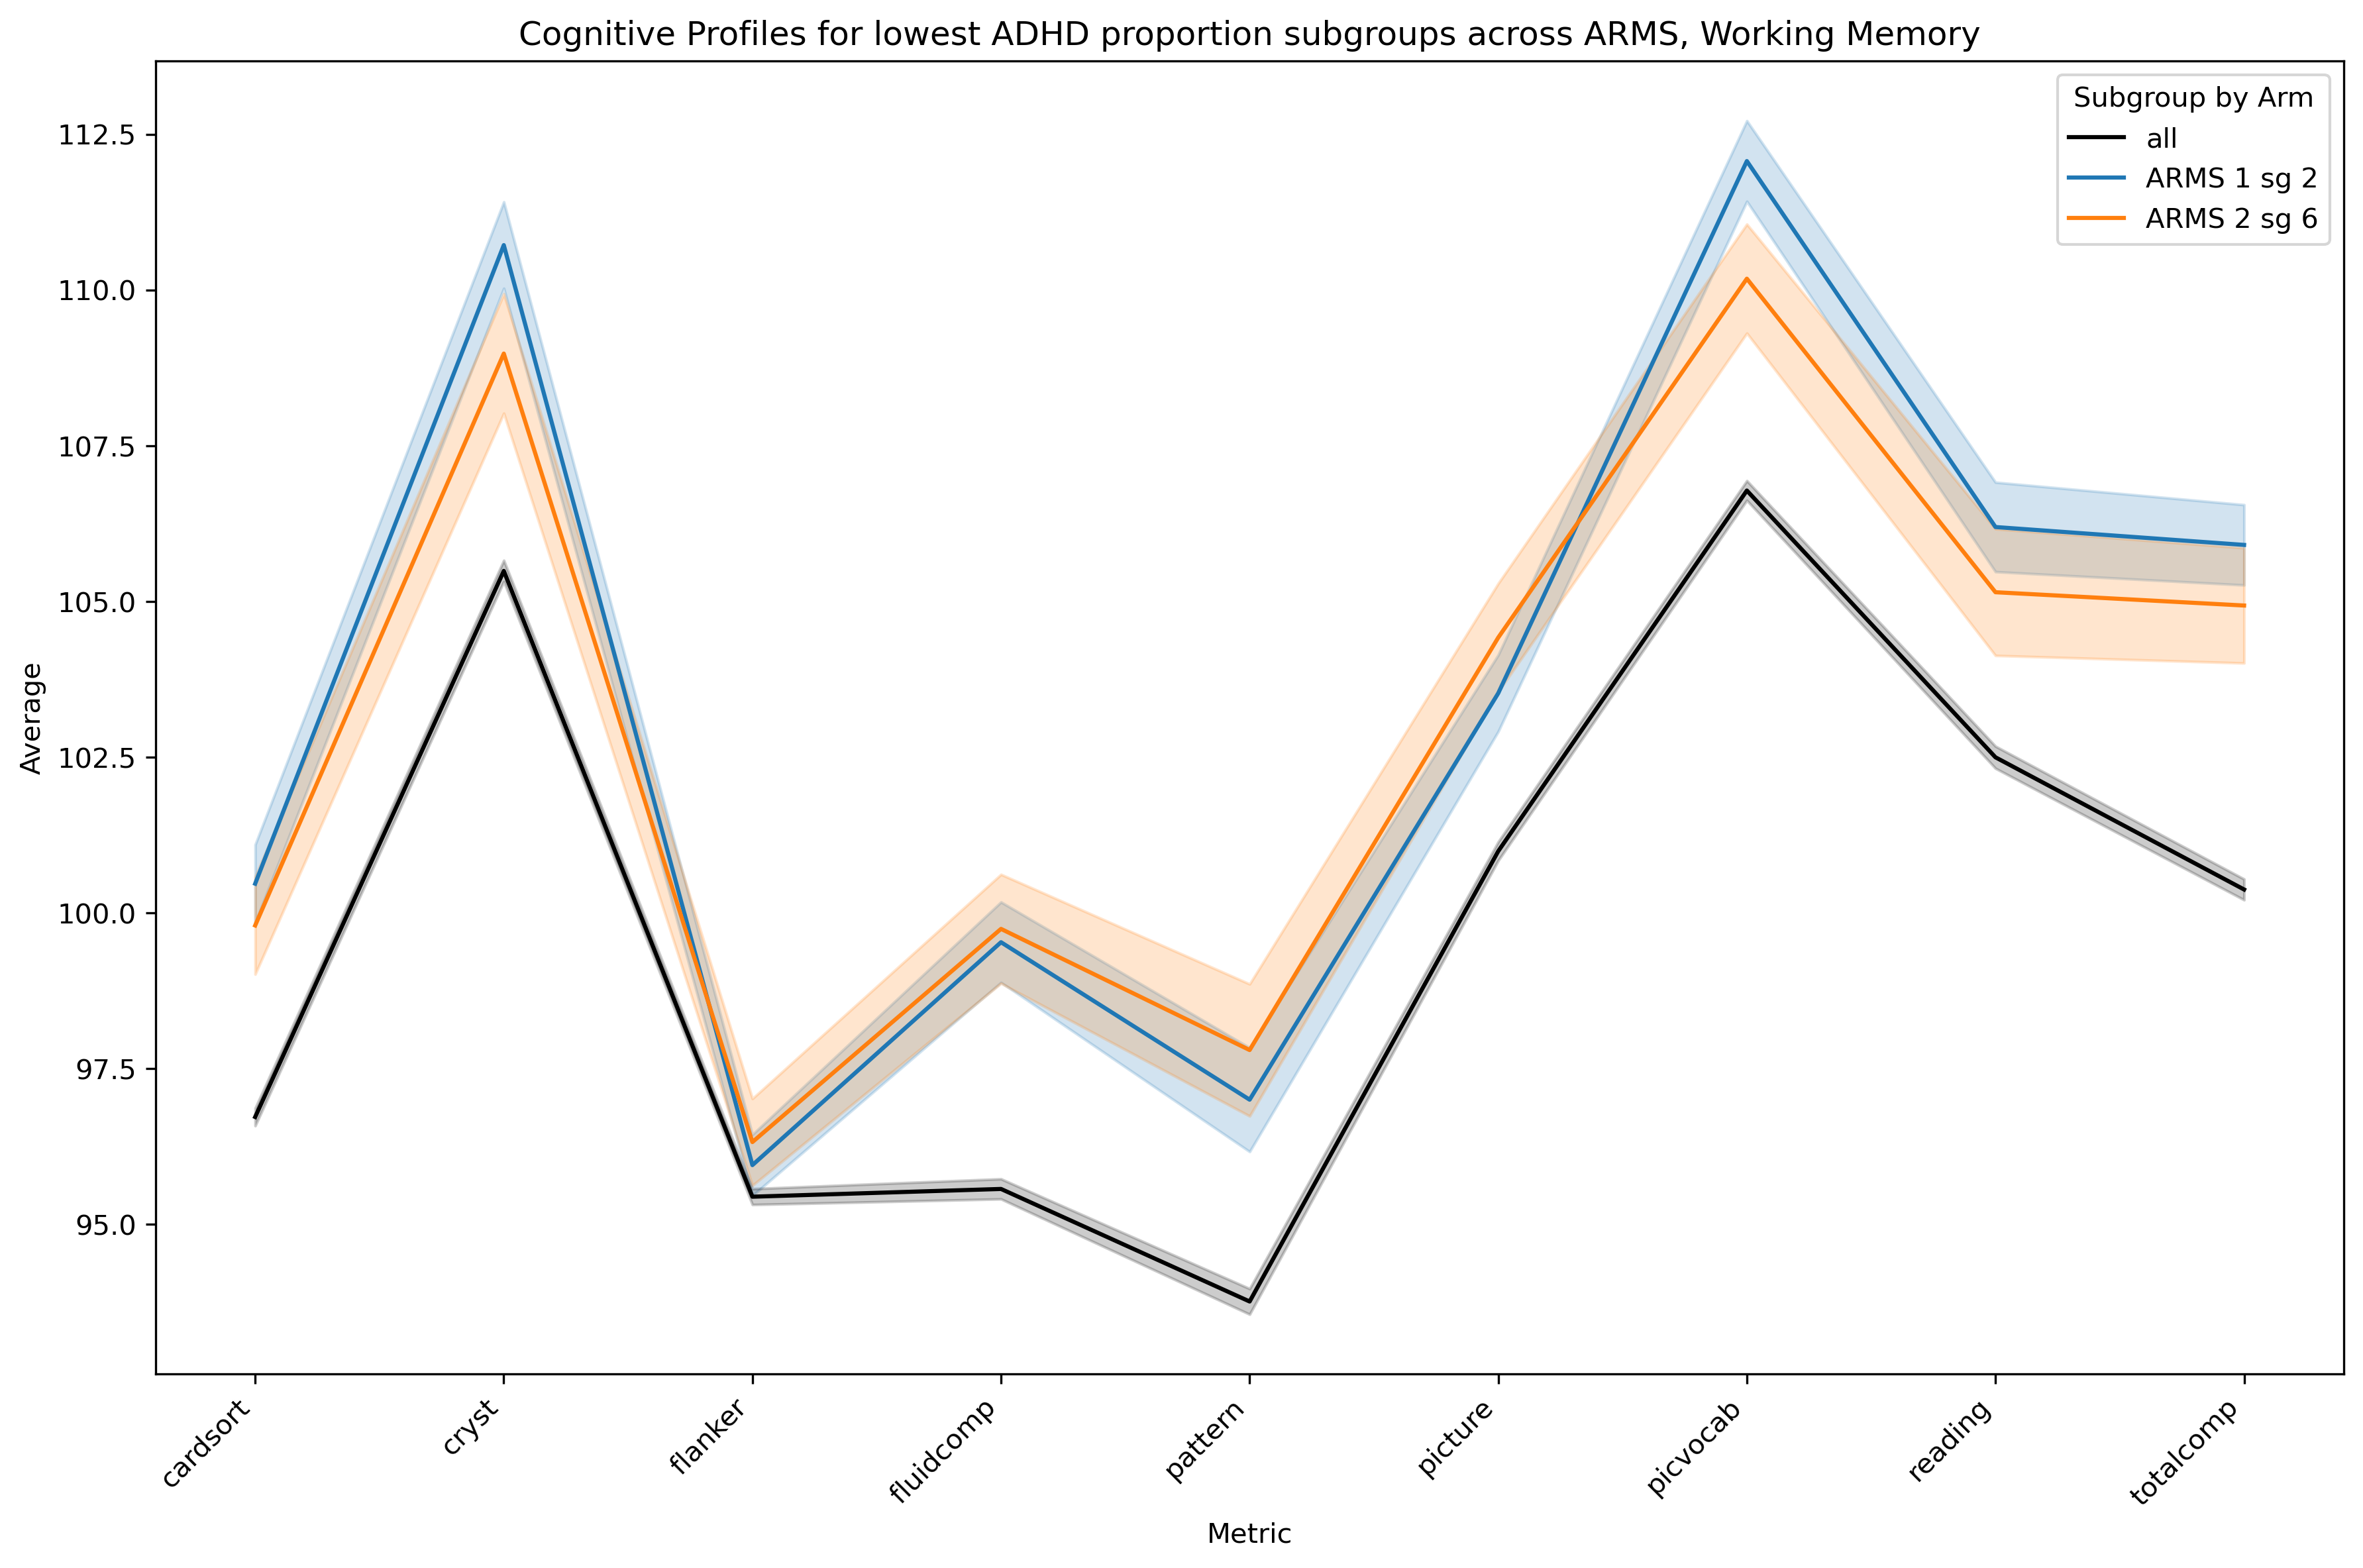 Cognitive Profiles for lowest ADHD proportion subgroups across ARMS, Working Memory
Subgroup by Arm
all
ARMS 1 sg 2
ARMS 2 sg 6
112.5
110.0
107.5
105.0
102.5
100.0
97.5
95.0
Average
cardsort
cryst
flanker
fluidcomp
pattern
picture
picvocab
reading
totalcomp
Metric